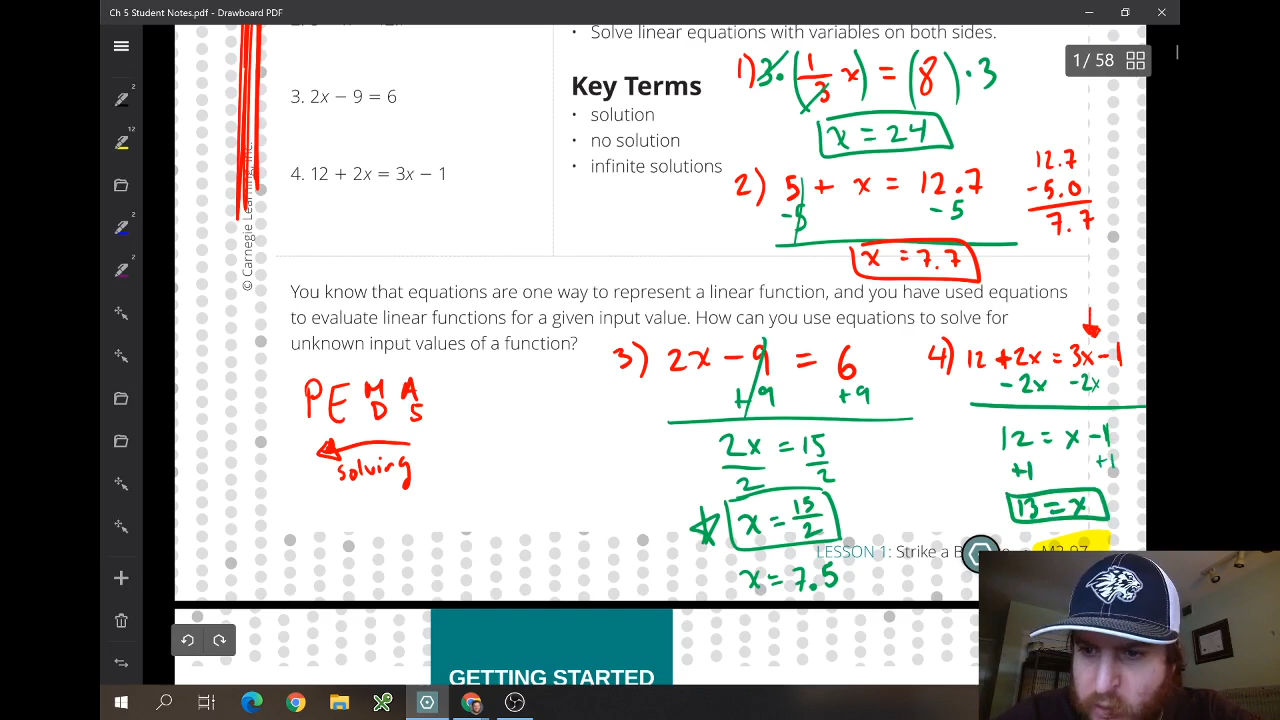 Ch 5 Student Notes.pdf - Drawboard PDF
1 / 58
• Solve linear equations with variables on both sides.
3. 2x − 9 = 6
4. 12 + 2x = 3x − 1
© Carnegie Learning, Inc.
Key Terms
• solution
• no solution
• infinite solutions
1) 3·(1/3 x) = (8)·3
x = 24
2) 5 + x = 12.7
-5 -5
x = 7.7
12.7
-5.0
7.7
You know that equations are one way to represent a linear function, and you have used equations
to evaluate linear functions for a given input value. How can you use equations to solve for
unknown input values of a function?
PE M A
D S
solving
3) 2x - 9 = 6
+9 +9
2x = 15
2 2
x = 15/2
x = 7.5
4) 12 + 2x = 3x - 1
-2x -2x
12 = x - 1
+1 +1
13 = x
LESSON 1: Strike a B
GETTING STARTED
2
12
2
2